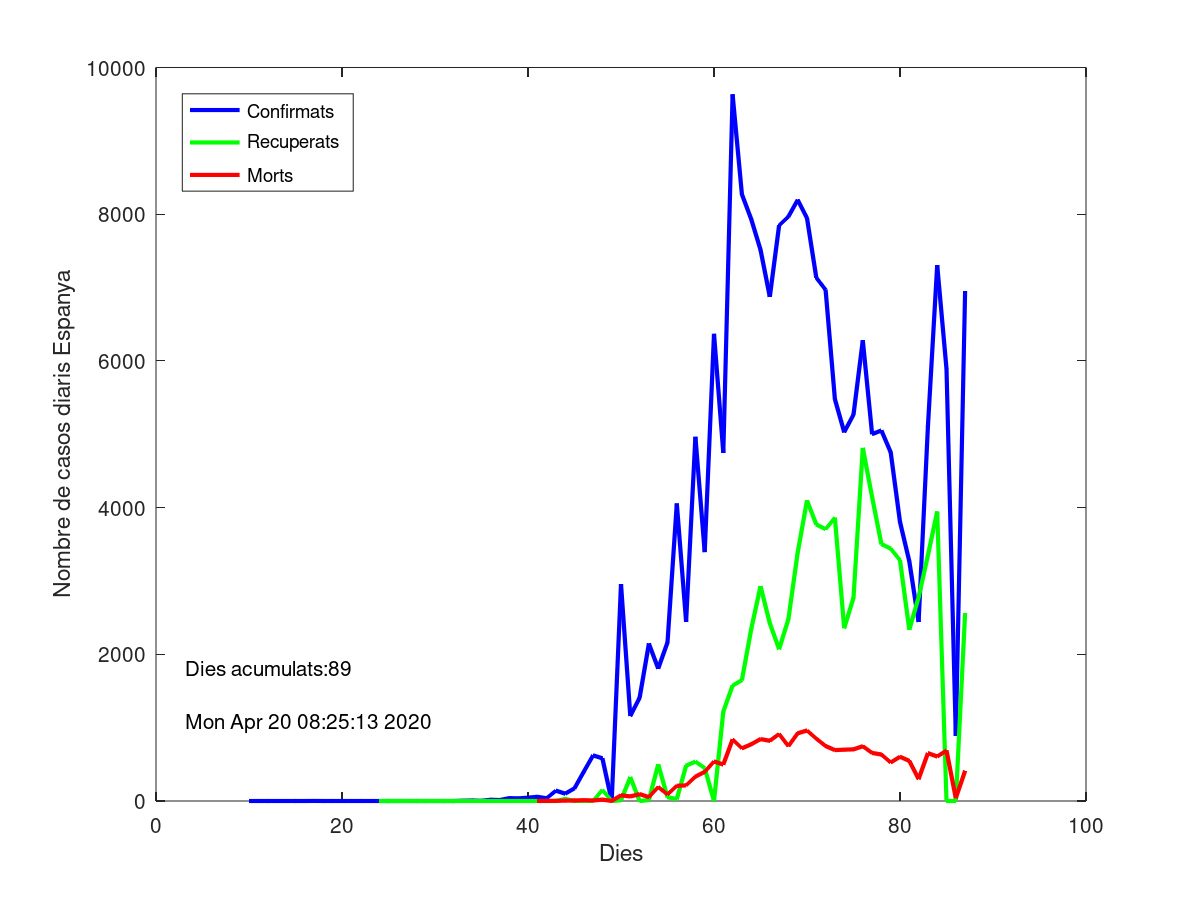 10000
8000
6000
4000
2000
0
Nombre de casos diaris Espanya
Confirmats
Recuperats
Morts
Dies acumulats:89
Mon Apr 20 08:25:13 2020
0 20 40 60 80 100
Dies